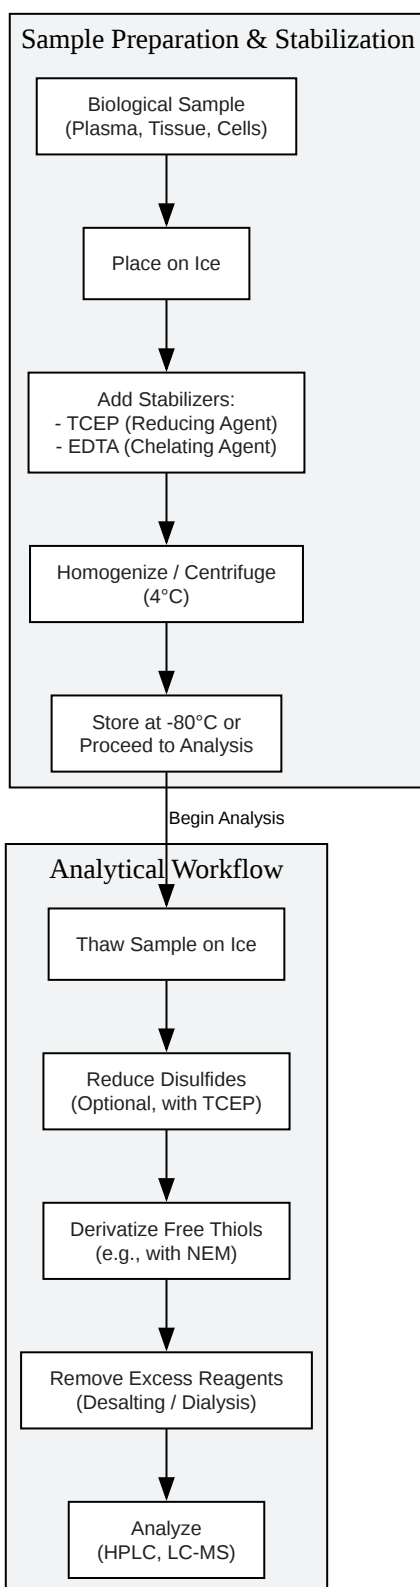 Sample Preparation & Stabilization
Biological Sample
(Plasma, Tissue, Cells)
Place on Ice
Add Stabilizers:
- TCEP (Reducing Agent)
- EDTA (Chelating Agent)
Homogenize / Centrifuge
(4°C)
Store at -80°C or
Proceed to Analysis
Begin Analysis
Analytical Workflow
Thaw Sample on Ice
Reduce Disulfides
(Optional, with TCEP)
Derivatize Free Thiols
(e.g., with NEM)
Remove Excess Reagents
(Desalting / Dialysis)
Analyze
(HPLC, LC-MS)